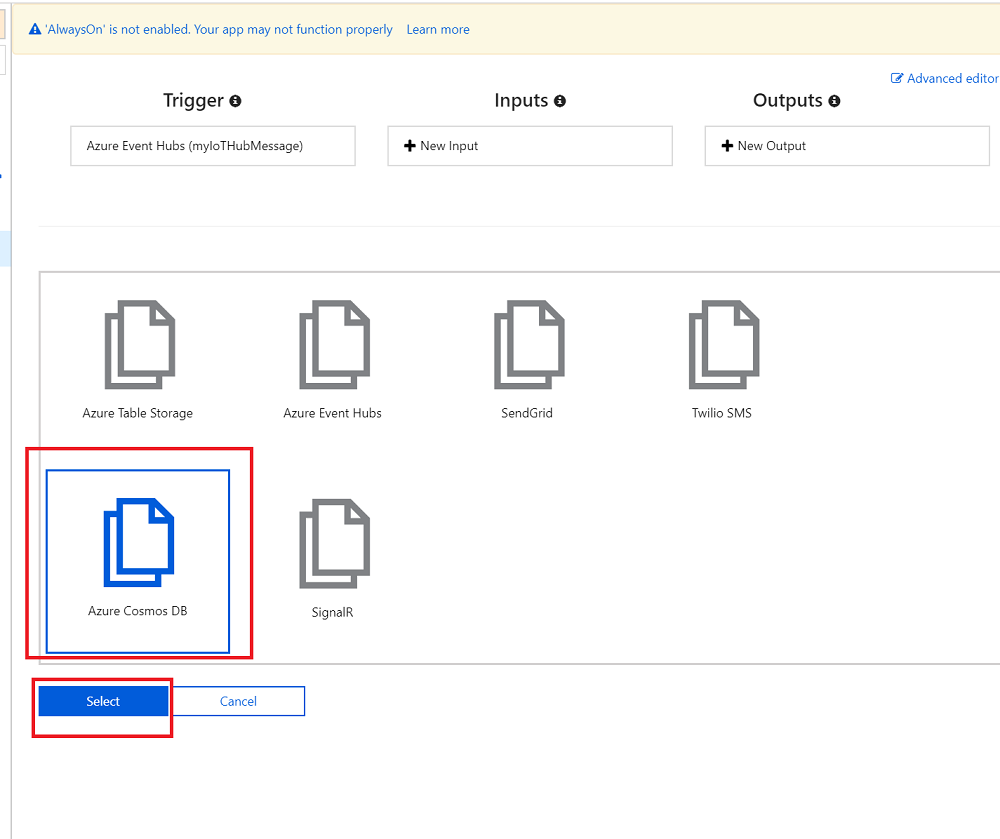 'AlwaysOn' is not enabled. Your app may not function properly Learn more
Advanced editor
Trigger Inputs Outputs
Azure Event Hubs (myIoTHubMessage) New Input New Output
Azure Table Storage Azure Event Hubs SendGrid Twilio SMS
Azure Cosmos DB SignalR
Select Cancel